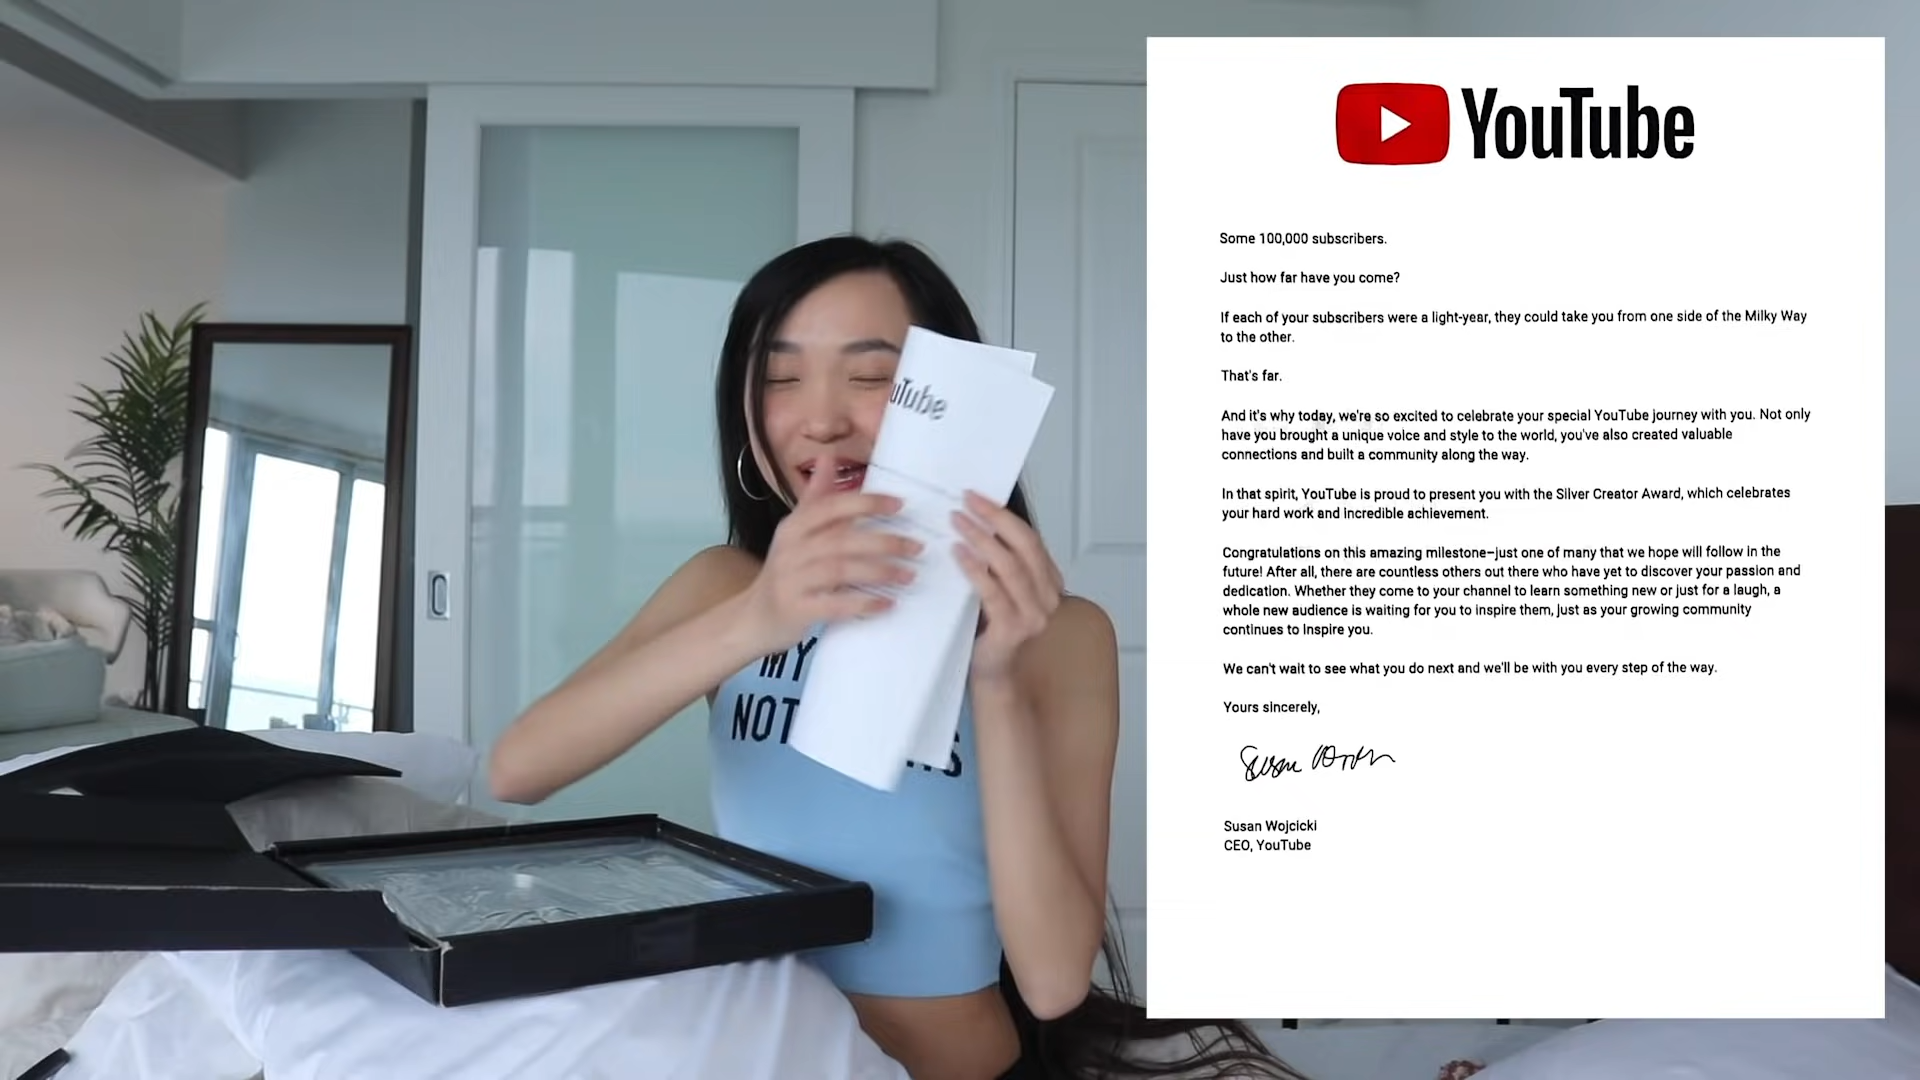 YouTube
Some 100,000 subscribers.
Just how far have you come?
If each of your subscribers were a light-year, they could take you from one side of the Milky Way
to the other.
That's far.
And it's why today, we're so excited to celebrate your special YouTube journey with you. Not only
have you brought a unique voice and style to the world, you've also created valuable
connections and built a community along the way.
In that spirit, YouTube is proud to present you with the Silver Creator Award, which celebrates
your hard work and incredible achievement.
Congratulations on this amazing milestone–just one of many that we hope will follow in the
future! After all, there are countless others out there who have yet to discover your passion and
dedication. Whether they come to your channel to learn something new or just for a laugh, a
whole new audience is waiting for you to inspire them, just as your growing community
continues to inspire you.
We can't wait to see what you do next and we'll be with you every step of the way.
Yours sincerely,
Susan Wojcicki
CEO, YouTube
uTube
MY
NOT